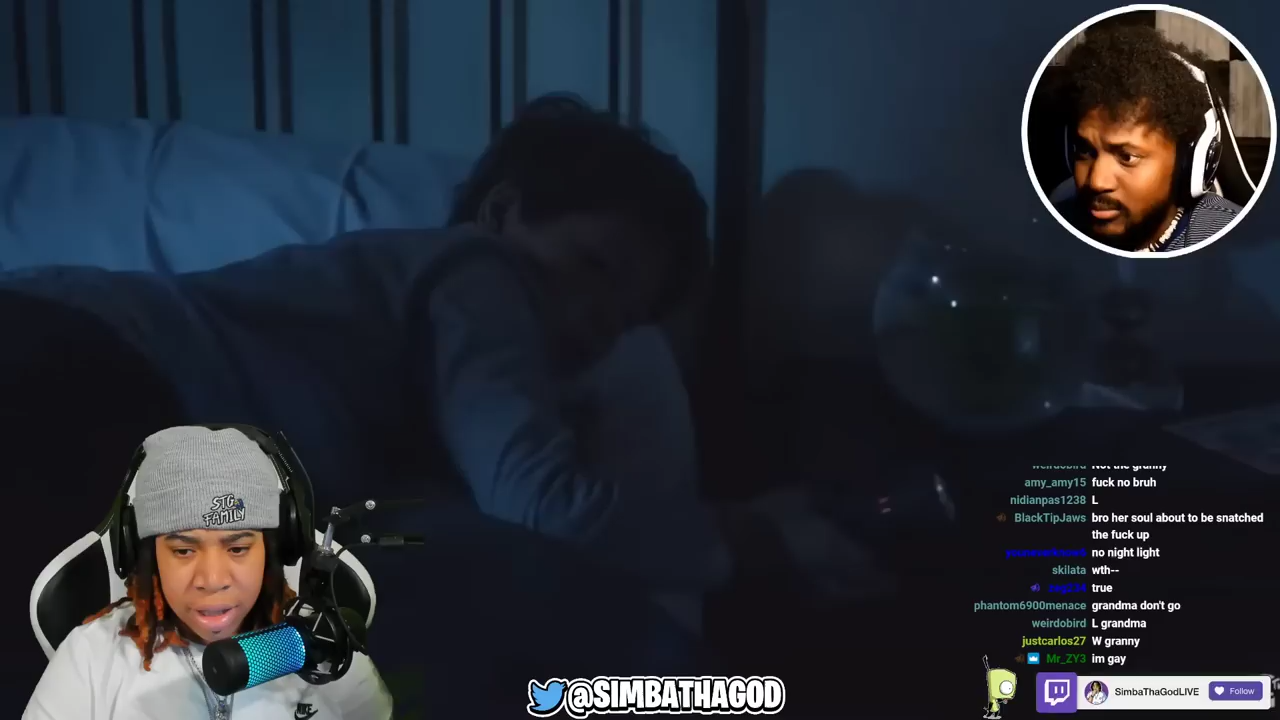 Not the granny
amy_amy15 fuck no bruh
nidianpas1238 L
BlackTipJaws bro her soul about to be snatched
the fuck up
no night light
skilata wth--
true
phantom6900menace grandma don't go
weirdobird L grandma
justcarlos27 W granny
Mr_ZY3 im gay
STG
FAMILY
@SIMBATHAGOD
SimbaThaGodLIVE Follow